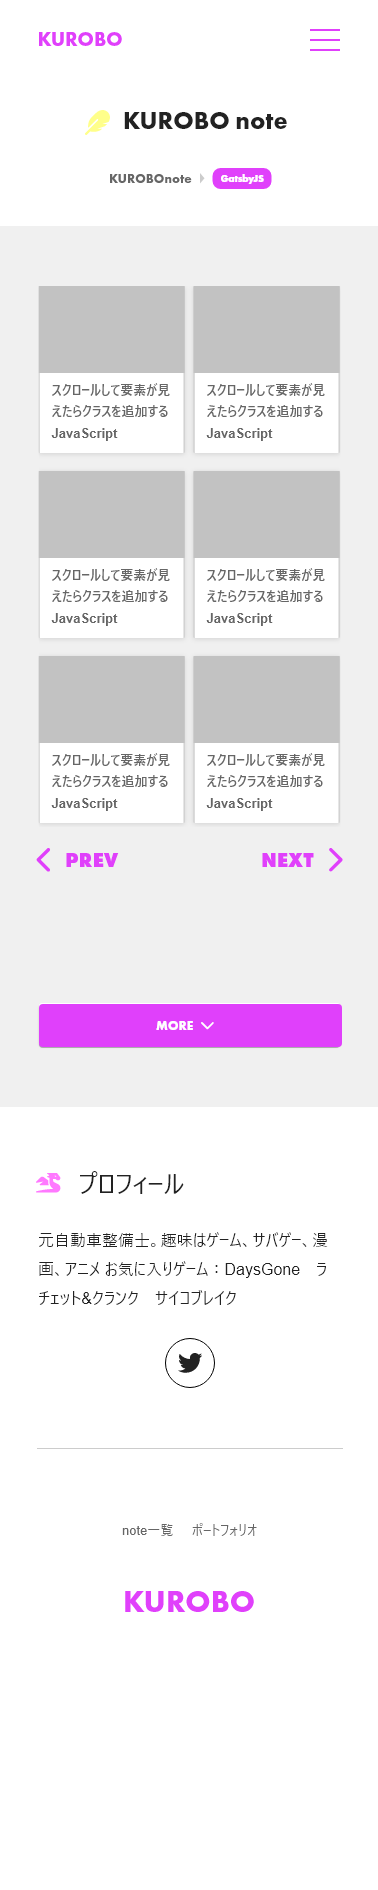 KUROBO
KUROBO note
KUROBOnote GatsbyJS
スクロールして要素が見 スクロールして要素が見
えたらクラスを追加する えたらクラスを追加する
JavaScript JavaScript
スクロールして要素が見 スクロールして要素が見
えたらクラスを追加する えたらクラスを追加する
JavaScript JavaScript
スクロールして要素が見 スクロールして要素が見
えたらクラスを追加する えたらクラスを追加する
JavaScript JavaScript
PREV NEXT
MORE
プロフィール
元自動車整備士。趣味はゲーム、サバゲー、漫
画、アニメ お気に入りゲーム：DaysGone　ラ
チェット&クランク　サイコブレイク
note一覧 ポートフォリオ
KUROBO